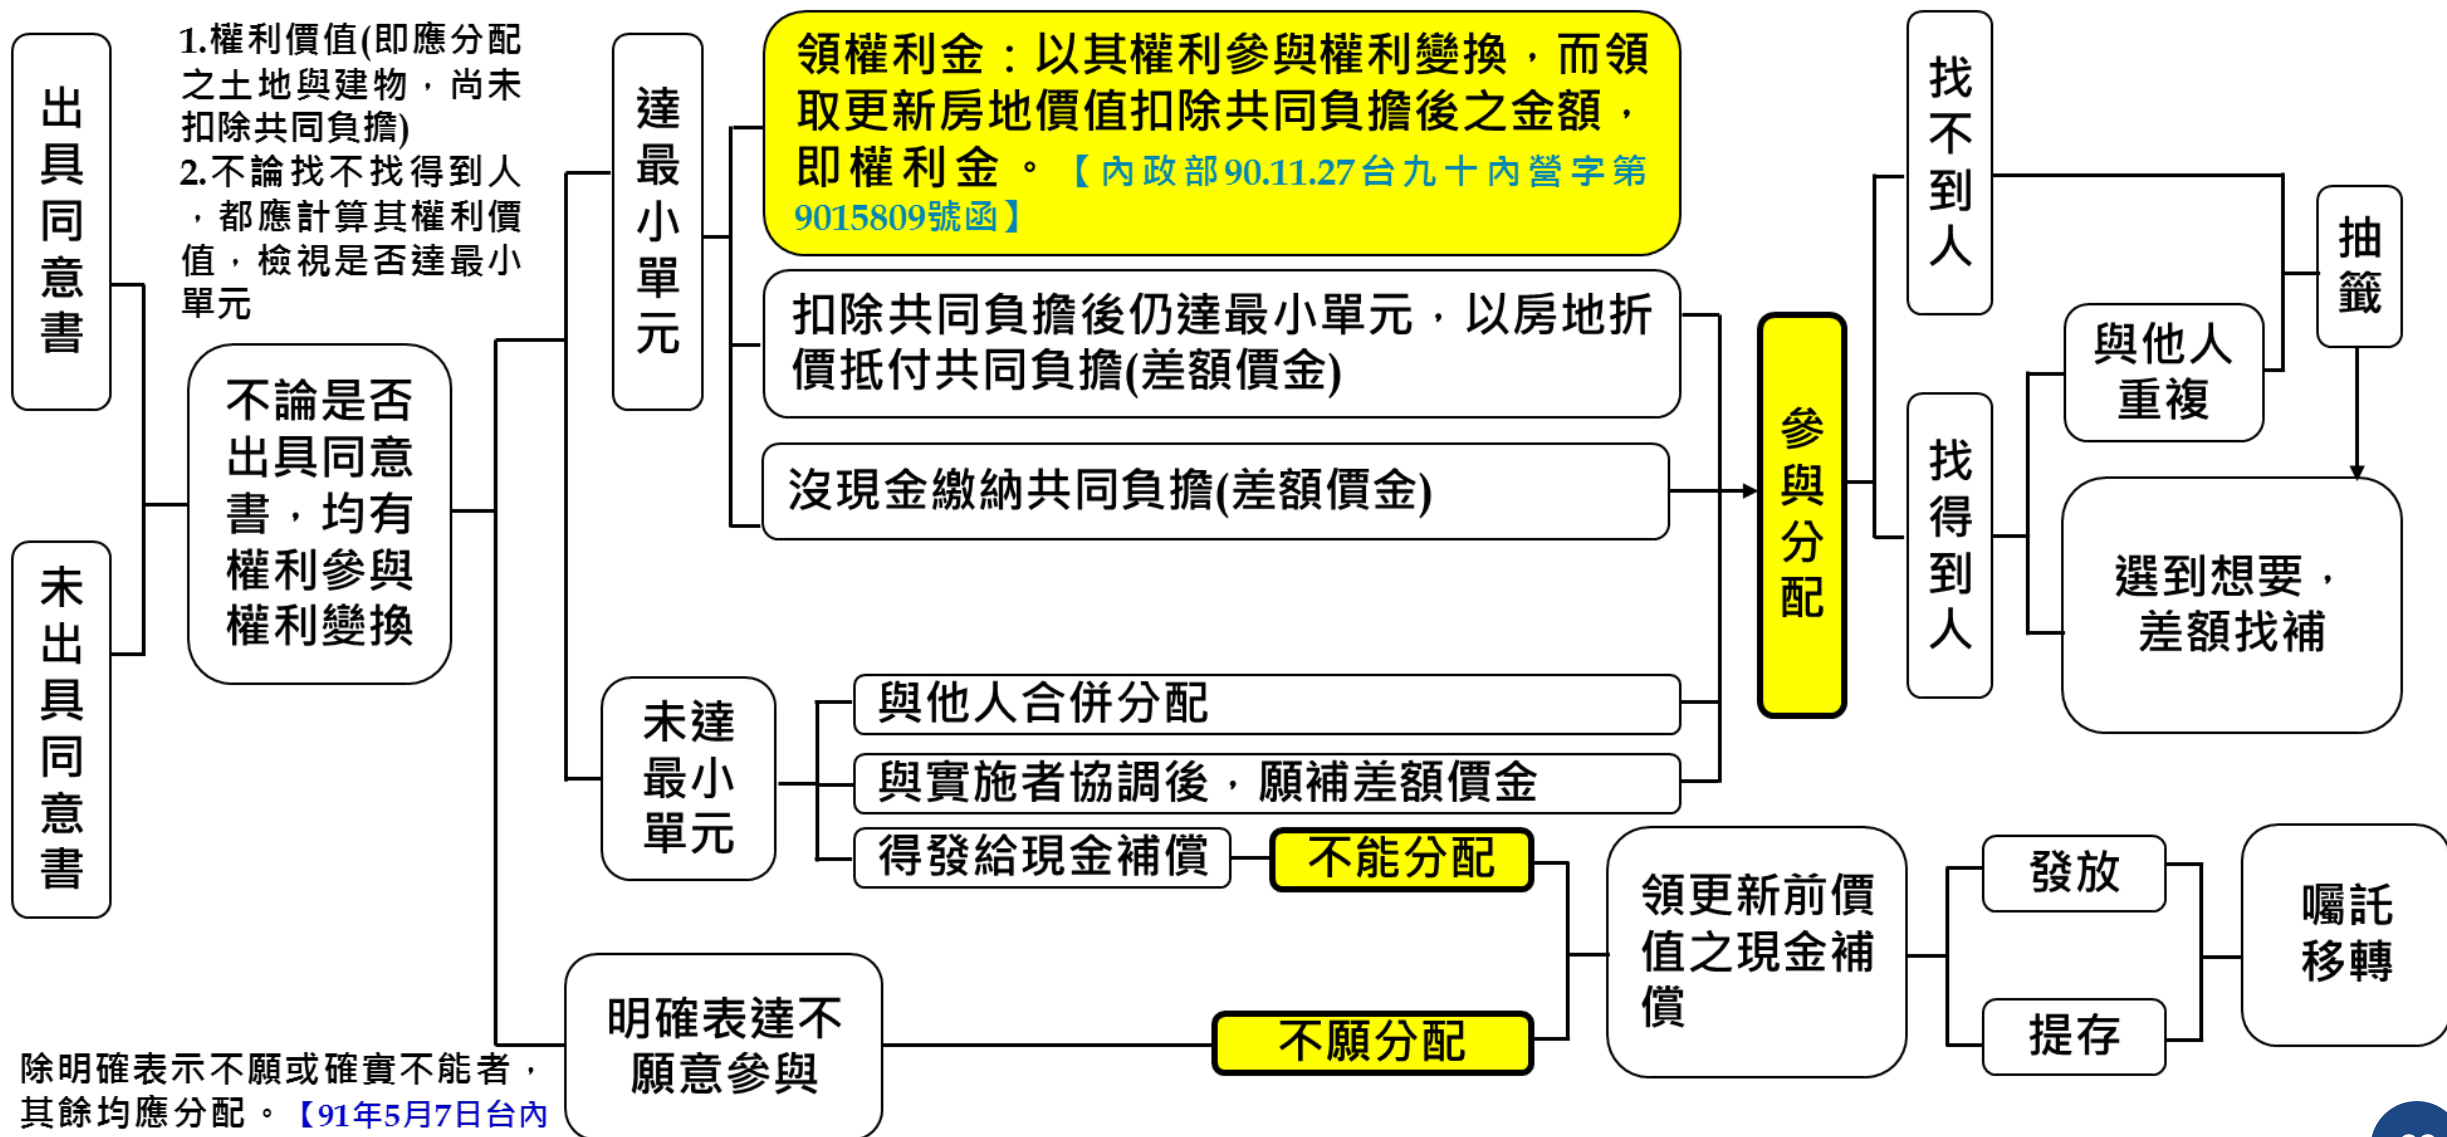 出具同意書
未出具同意書
1.權利價值(即應分配
之土地與建物，尚未
扣除共同負擔)
2.不論找不找得到人
，都應計算其權利價
值，檢視是否達最小
單元
不論是否
出具同意
書，均有
權利參與
權利變換
達最小單元
領權利金：以其權利參與權利變換，而領
取更新房地價值扣除共同負擔後之金額，
即權利金。【內政部90.11.27台九十內營字第
9015809號函】
扣除共同負擔後仍達最小單元，以房地折
價抵付共同負擔(差額價金)
沒現金繳納共同負擔(差額價金)
未達
最小
單元
與他人合併分配
與實施者協調後，願補差額價金
得發給現金補償
不能分配
明確表達不
願意參與
不願分配
參與分配
找不到人
找得到人
與他人
重複
抽籤
選到想要，
差額找補
領更新前價
值之現金補
償
發放
提存
囑託
移轉
除明確表示不願或確實不能者，
其餘均應分配。【91年5月7日台內